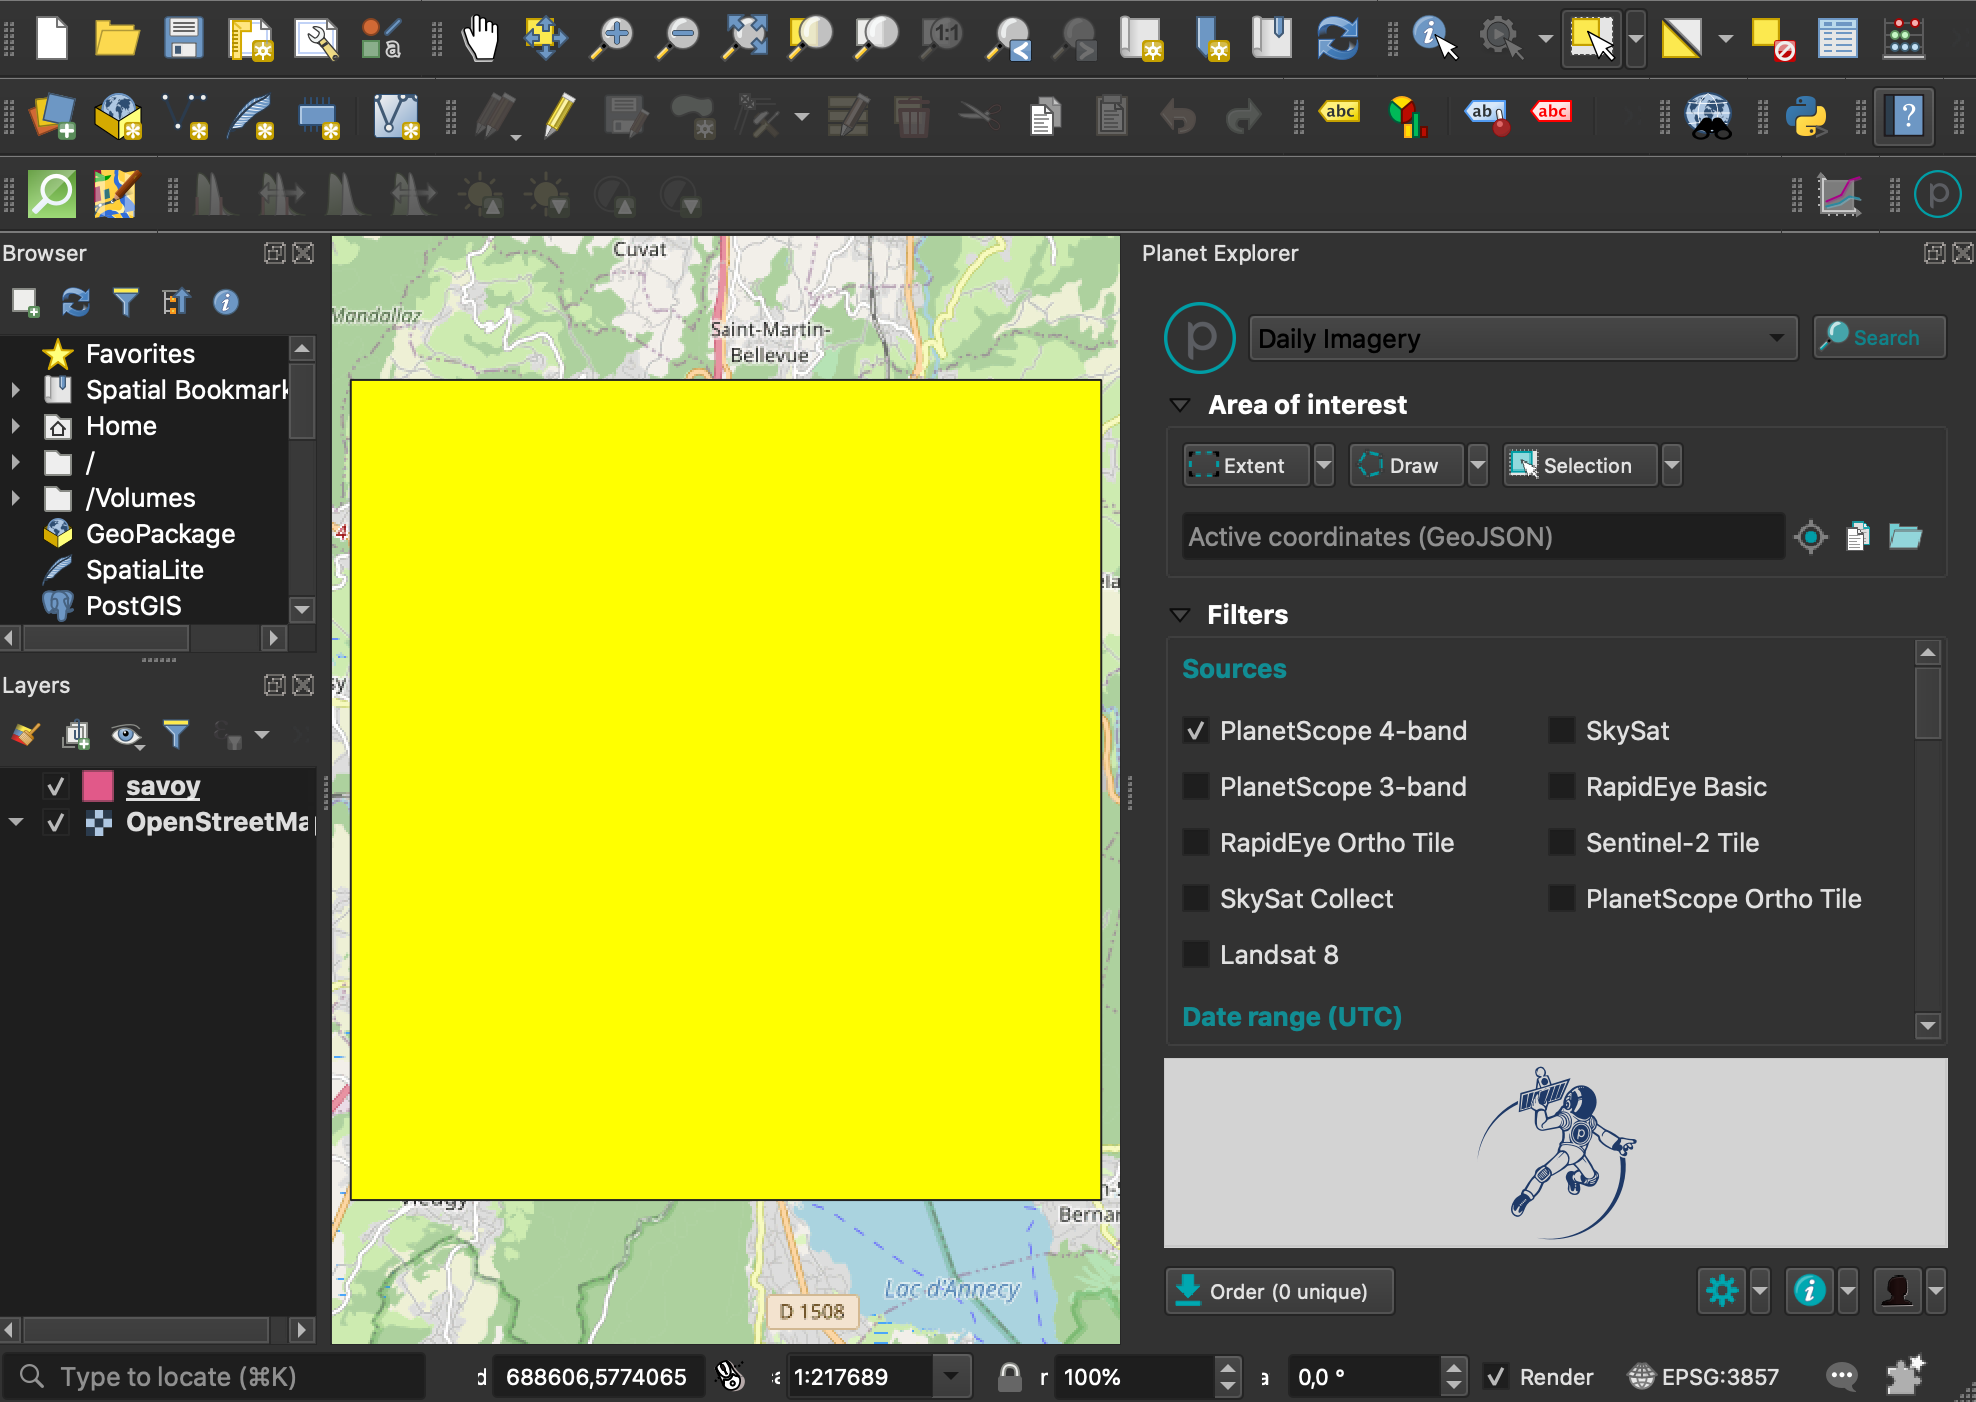 Browser
Favorites
Spatial Bookmark
Home
/
/Volumes
GeoPackage
SpatiaLite
PostGIS
Layers
savoy
OpenStreetMa
Cuvat
Mandallaz
Saint-Martin-
Bellevue
4
Bernar
Lac d'Annecy
D 1508
Planet Explorer
Daily Imagery
Search
Area of interest
Extent
Draw
Selection
Active coordinates (GeoJSON)
Filters
Sources
PlanetScope 4-band
SkySat
PlanetScope 3-band
RapidEye Basic
RapidEye Ortho Tile
Sentinel-2 Tile
SkySat Collect
PlanetScope Ortho Tile
Landsat 8
Date range (UTC)
Order (0 unique)
Type to locate (⌘K)
688606,5774065
1:217689
r 100%
0,0 °
Render
EPSG:3857